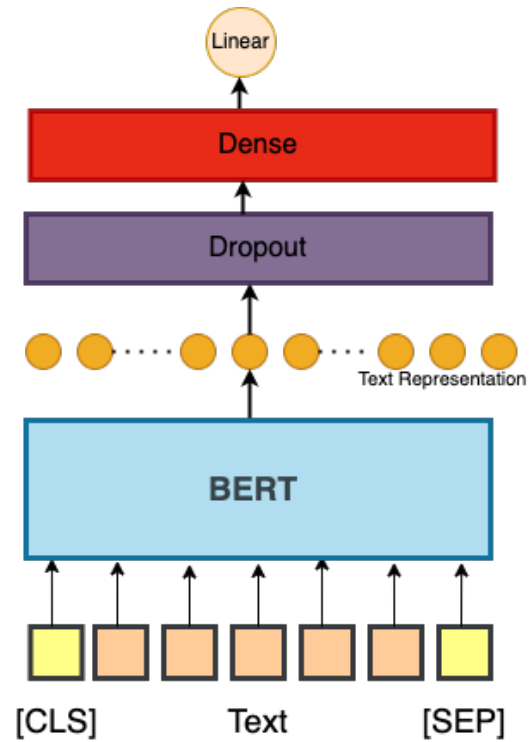 Linear
Dense
Dropout
Text Representation
BERT
[CLS] Text [SEP]